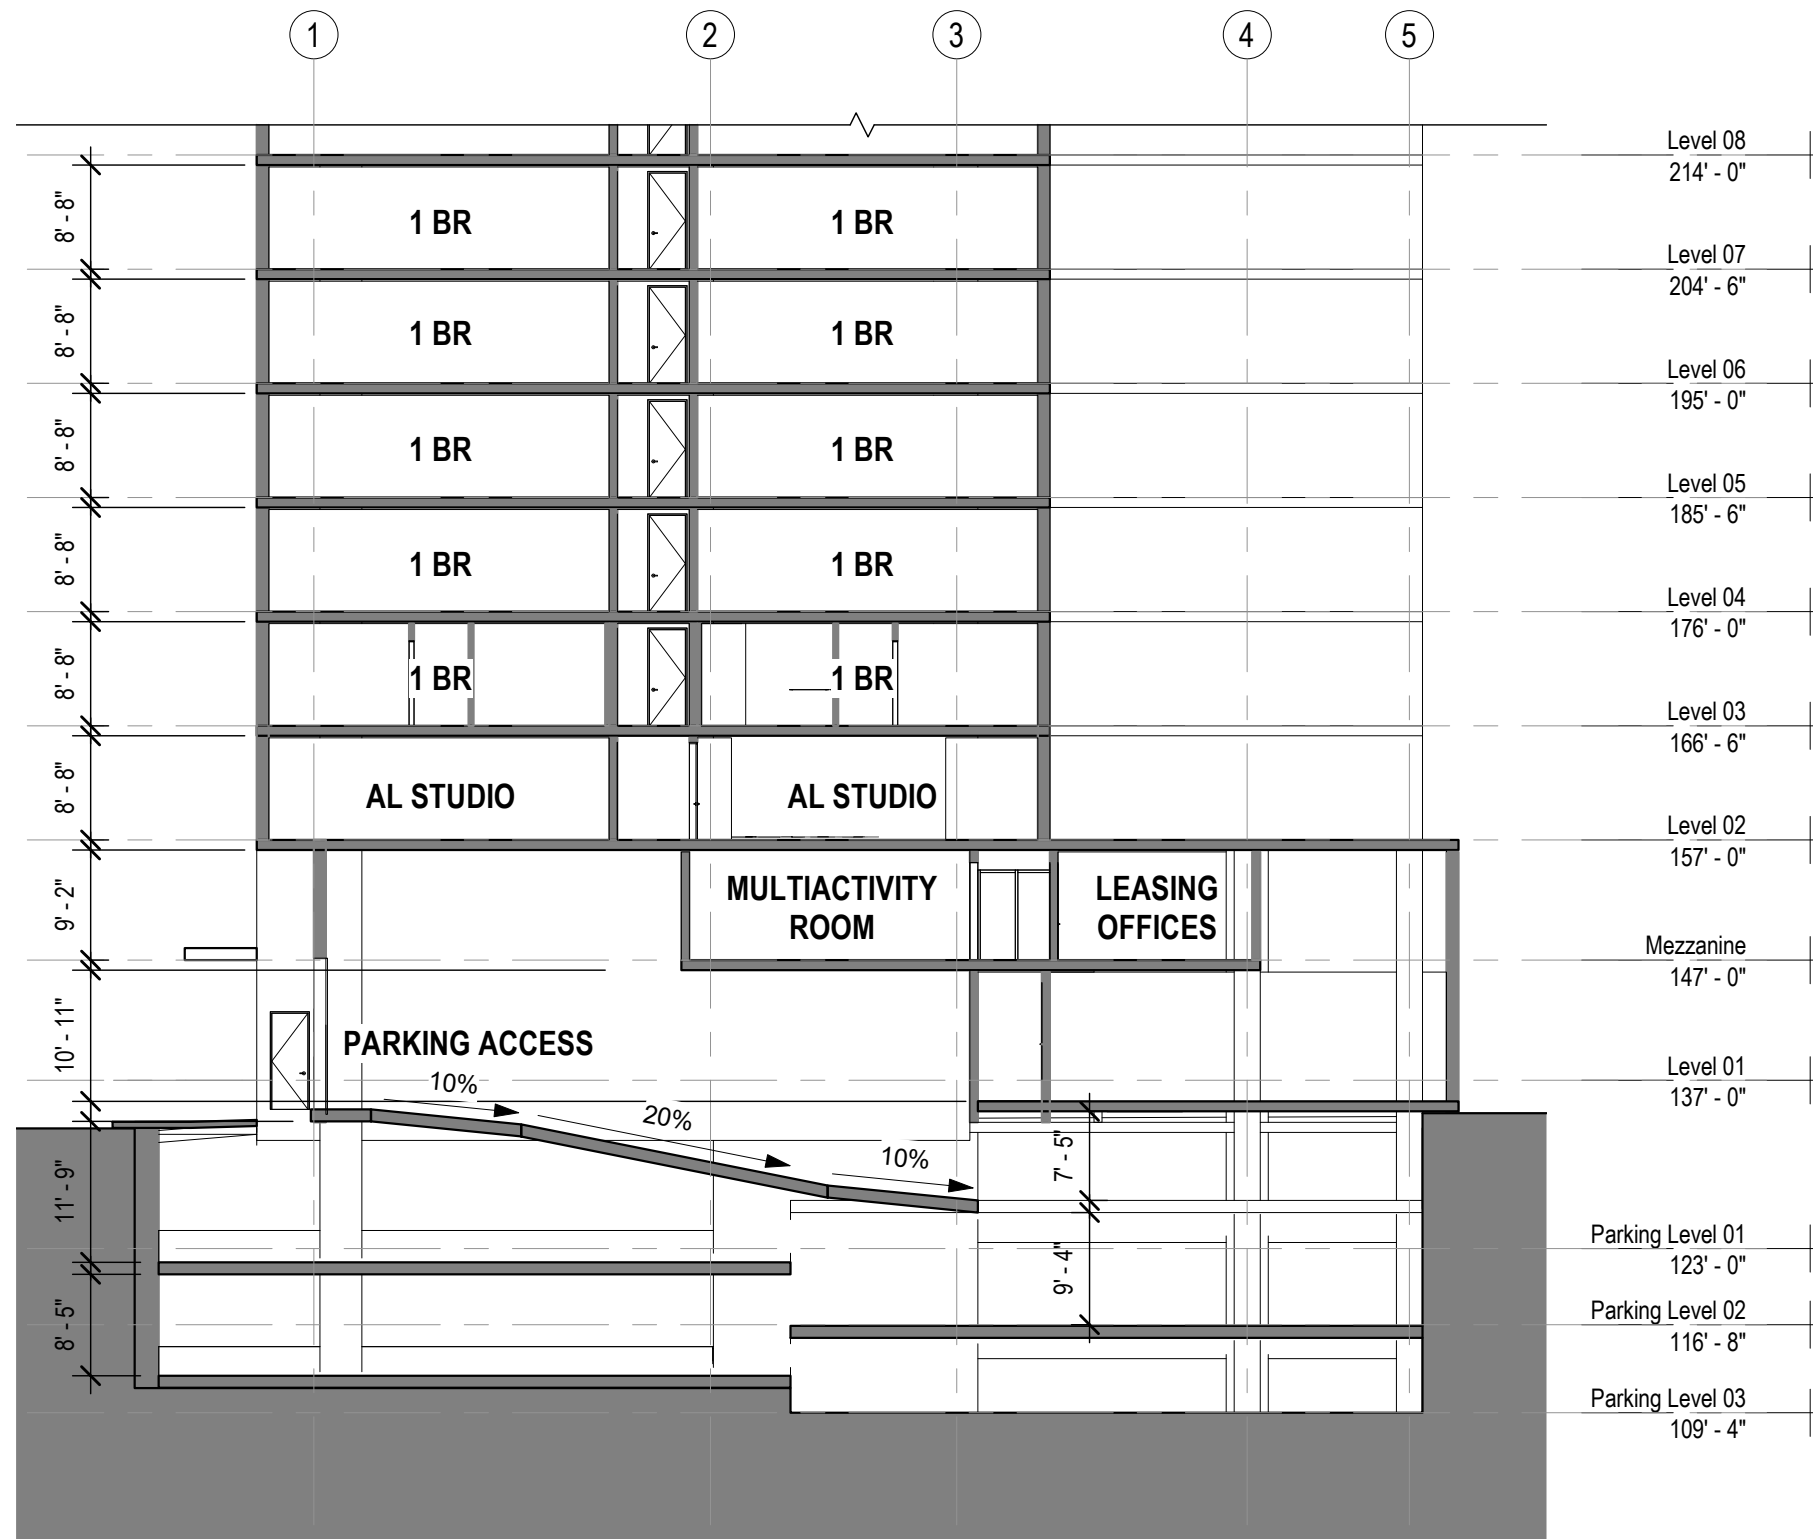 1
2
3
4
5
Level 08
214' - 0"
8' - 8"
1 BR
1 BR
Level 07
204' - 6"
8' - 8"
1 BR
1 BR
Level 06
195' - 0"
8' - 8"
1 BR
1 BR
Level 05
185' - 6"
8' - 8"
1 BR
1 BR
Level 04
176' - 0"
8' - 8"
1 BR
1 BR
Level 03
166' - 6"
8' - 8"
AL STUDIO
AL STUDIO
Level 02
157' - 0"
9' - 2"
MULTIACTIVITY
ROOM
LEASING
OFFICES
Mezzanine
147' - 0"
10' - 11"
PARKING ACCESS
10%
20%
10%
Level 01
137' - 0"
11' - 9"
7' - 5"
Parking Level 01
123' - 0"
9' - 4"
8' - 5"
Parking Level 02
116' - 8"
Parking Level 03
109' - 4"